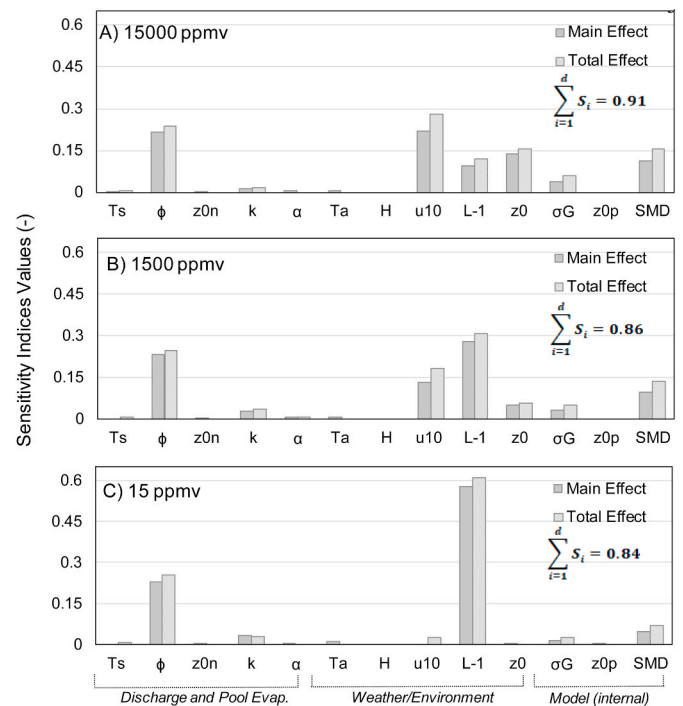 A) 15000 ppmv
Main Effect
Total Effect
d
∑ Sᵢ = 0.91
i=1
0.6
0.45
0.3
0.15
0
Ts ϕ z0n k α Ta H u10 L-1 z0 σG z0p SMD
Sensitivity Indices Values (-)
B) 1500 ppmv
Main Effect
Total Effect
d
∑ Sᵢ = 0.86
i=1
0.6
0.45
0.3
0.15
0
Ts ϕ z0n k α Ta H u10 L-1 z0 σG z0p SMD
C) 15 ppmv
Main Effect
Total Effect
d
∑ Sᵢ = 0.84
i=1
0.6
0.45
0.3
0.15
0
Ts ϕ z0n k α Ta H u10 L-1 z0 σG z0p SMD
Discharge and Pool Evap. Weather/Environment Model (internal)